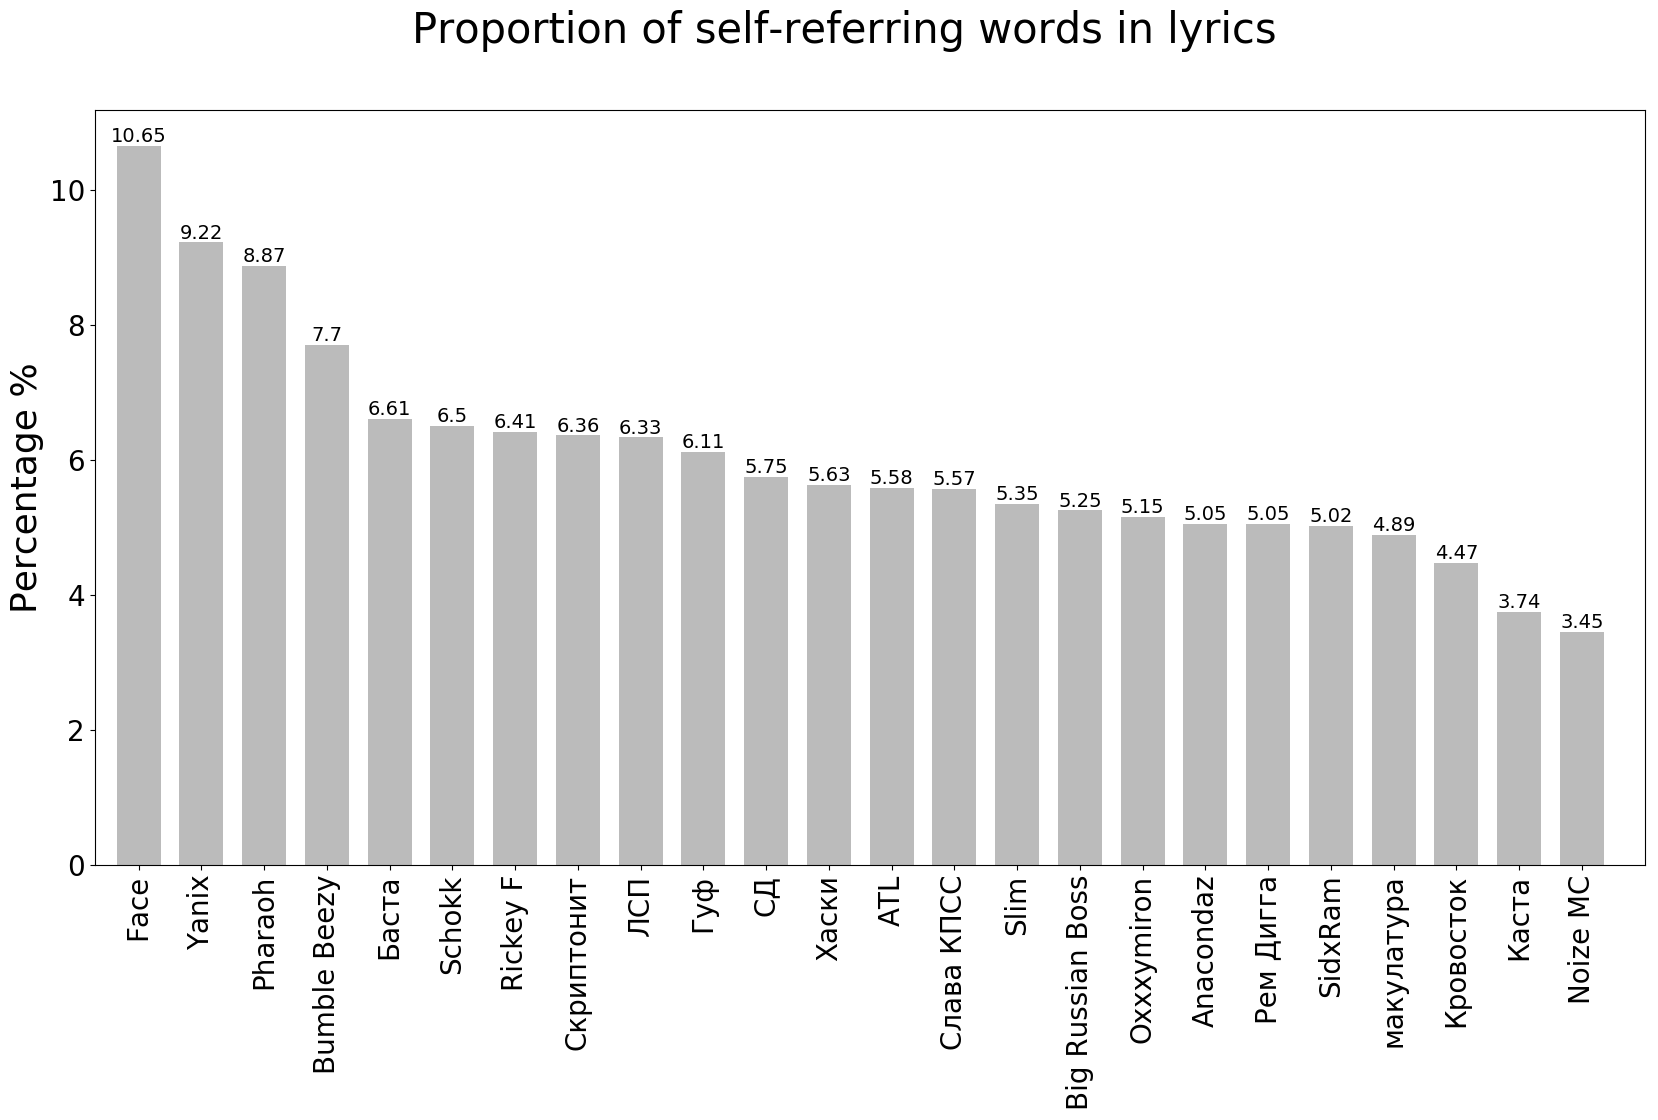 Proportion of self-referring words in lyrics
Percentage %
10
8
6
4
2
0
10.65
9.22
8.87
7.7
6.61
6.5
6.41
6.36
6.33
6.11
5.75
5.63
5.58
5.57
5.35
5.25
5.15
5.05
5.05
5.02
4.89
4.47
3.74
3.45
Face
Yanix
Pharaoh
Bumble Beezy
Баста
Schokk
Rickey F
Скриптонит
ЛСП
Гуф
СД
Хаски
ATL
Слава КПСС
Slim
Big Russian Boss
Oxxxymiron
Anacondaz
Рем Дигга
SidxRam
макулатура
Кровосток
Каста
Noize MC